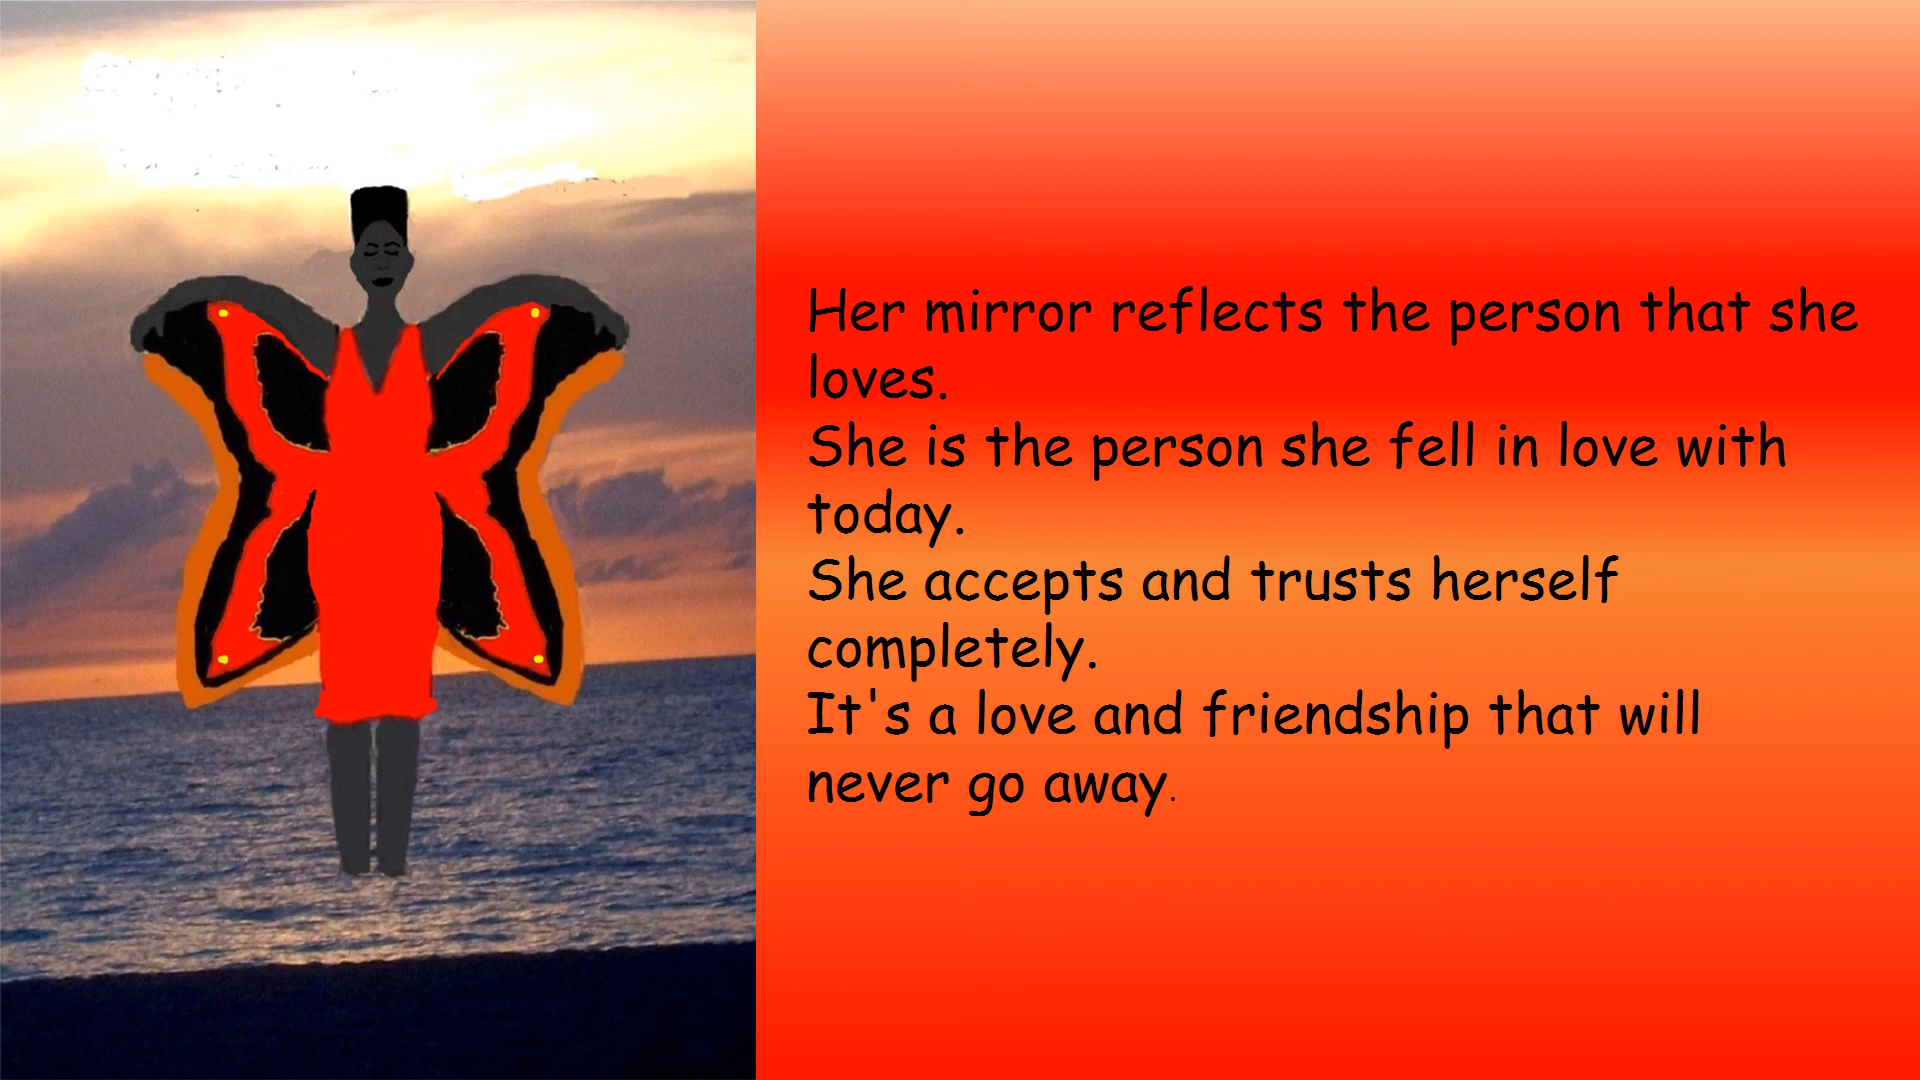 Her mirror reflects the person that she
loves.
She is the person she fell in love with
today.
She accepts and trusts herself
completely.
It's a love and friendship that will
never go away.